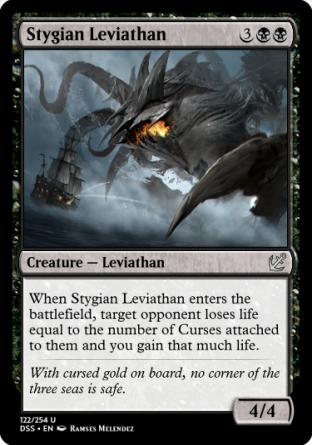 Stygian Leviathan 3
Creature — Leviathan
When Stygian Leviathan enters the
battlefield, target opponent loses life
equal to the number of Curses attached
to them and you gain that much life.
With cursed gold on board, no corner of the
three seas is safe.
4/4
122/254 U
DSS • EN Ramses Melendez